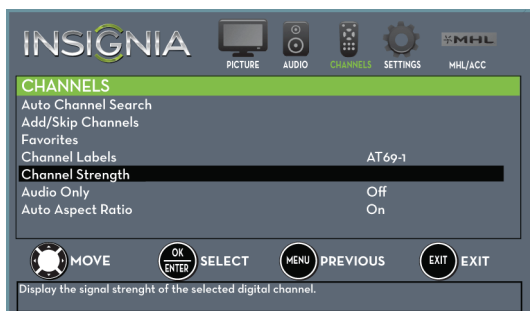 INSIGNIA
PICTURE AUDIO CHANNELS SETTINGS MHL MHL/ACC
CHANNELS
Auto Channel Search
Add/Skip Channels
Favorites
Channel Labels AT69-1
Channel Strength
Audio Only Off
Auto Aspect Ratio On
MOVE OK ENTER SELECT MENU PREVIOUS EXIT EXIT
Display the signal strenght of the selected digital channel.